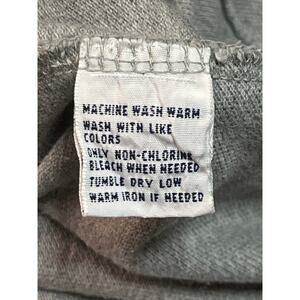 MACHINE WASH WARM
WASH WITH LIKE
COLORS
ONLY NON-CHLORINE
BLEACH WHEN NEEDED
TUMBLE DRY LOW
WARM IRON IF NEEDED